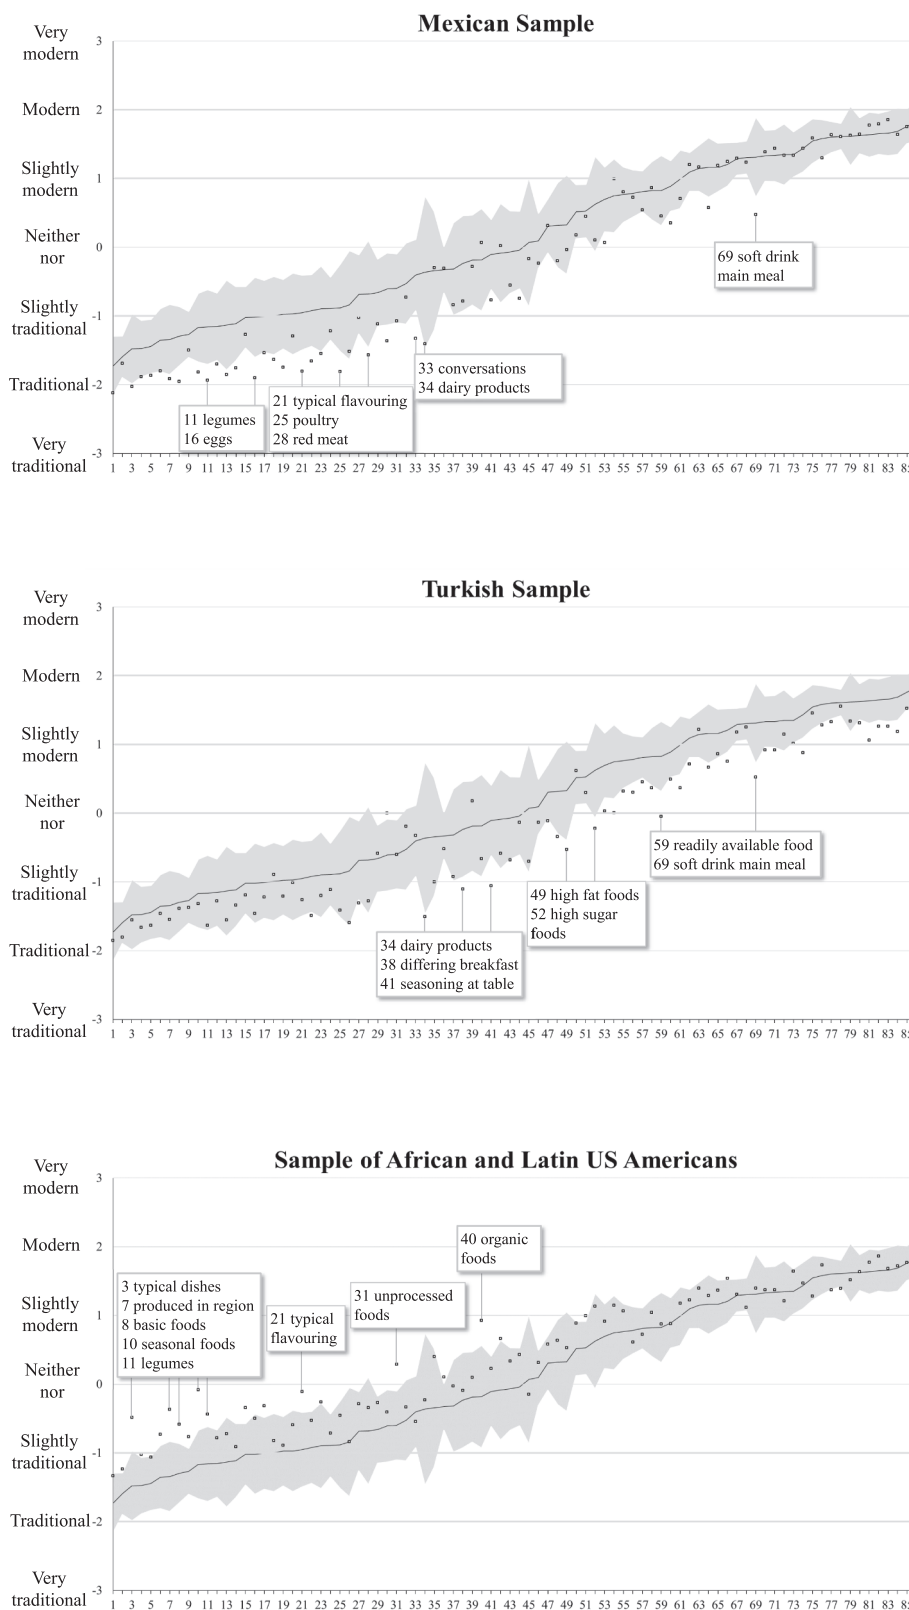 Mexican Sample
Very
modern
3
Modern
2
Slightly
modern
1
Neither
nor
0
Slightly
traditional
-1
Traditional
-2
Very
traditional
-3
69 soft drink
main meal
33 conversations
34 dairy products
21 typical flavouring
25 poultry
28 red meat
11 legumes
16 eggs
1 3 5 7 9 11 13 15 17 19 21 23 25 27 29 31 33 35 37 39 41 43 45 47 49 51 53 55 57 59 61 63 65 67 69 71 73 75 77 79 81 83 85
Turkish Sample
Very
modern
3
Modern
2
Slightly
modern
1
Neither
nor
0
Slightly
traditional
-1
Traditional
-2
Very
traditional
-3
59 readily available food
69 soft drink main meal
49 high fat foods
52 high sugar
foods
34 dairy products
38 differing breakfast
41 seasoning at table
1 3 5 7 9 11 13 15 17 19 21 23 25 27 29 31 33 35 37 39 41 43 45 47 49 51 53 55 57 59 61 63 65 67 69 71 73 75 77 79 81 83 85
Sample of African and Latin US Americans
Very
modern
3
Modern
2
Slightly
modern
1
Neither
nor
0
Slightly
traditional
-1
Traditional
-2
Very
traditional
-3
40 organic
foods
3 typical dishes
7 produced in region
8 basic foods
10 seasonal foods
11 legumes
21 typical
flavouring
31 unprocessed
foods
1 3 5 7 9 11 13 15 17 19 21 23 25 27 29 31 33 35 37 39 41 43 45 47 49 51 53 55 57 59 61 63 65 67 69 71 73 75 77 79 81 83 85